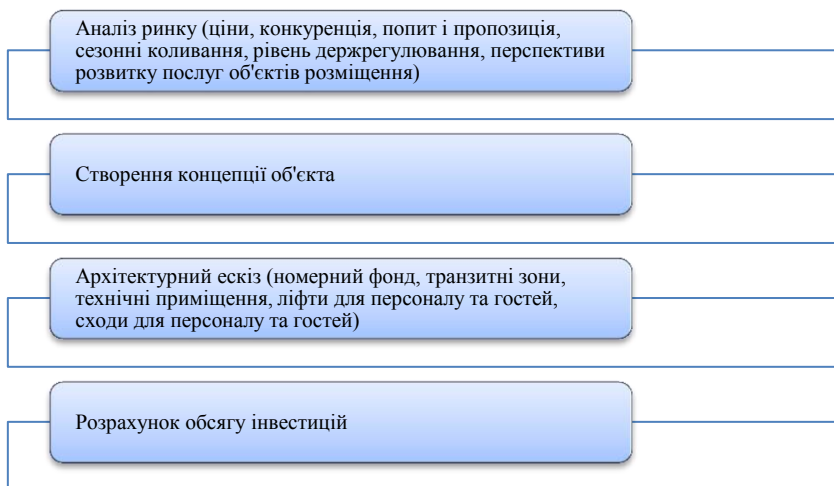 Аналіз ринку (ціни, конкуренція, попит і пропозиція,
сезонні коливання, рівень держрегулювання, перспективи
розвитку послуг об'єктів розміщення)
Створення концепції об'єкта
Архітектурний ескіз (номерний фонд, транзитні зони,
технічні приміщення, ліфти для персоналу та гостей,
сходи для персоналу та гостей)
Розрахунок обсягу інвестицій